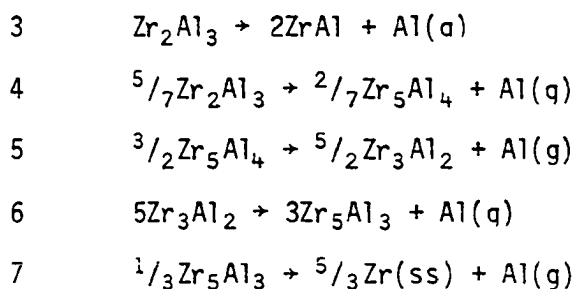 3 Zr₂Al₃ → 2ZrAl + Al(g)
4 ⁵/₇Zr₂Al₃ → ²/₇Zr₅Al₄ + Al(g)
5 ³/₂Zr₅Al₄ → ⁵/₂Zr₃Al₂ + Al(g)
6 5Zr₃Al₂ → 3Zr₅Al₃ + Al(g)
7 ¹/₃Zr₅Al₃ → ⁵/₃Zr(ss) + Al(g)